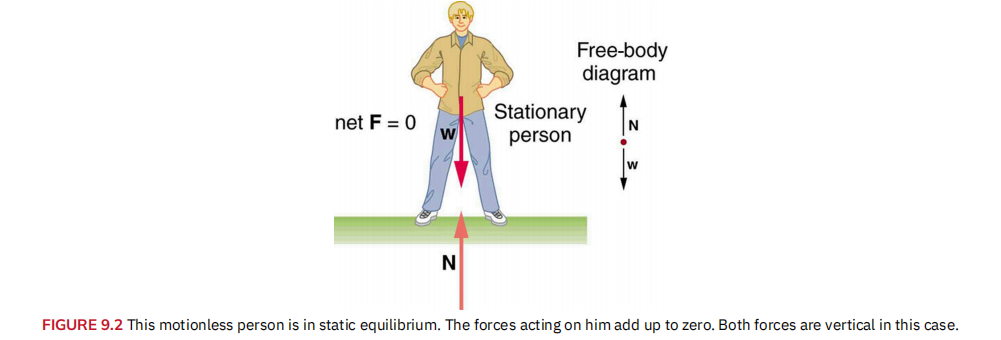 Free-body
diagram
net F = 0
w
Stationary
person
N
w
N
FIGURE 9.2 This motionless person is in static equilibrium. The forces acting on him add up to zero. Both forces are vertical in this case.